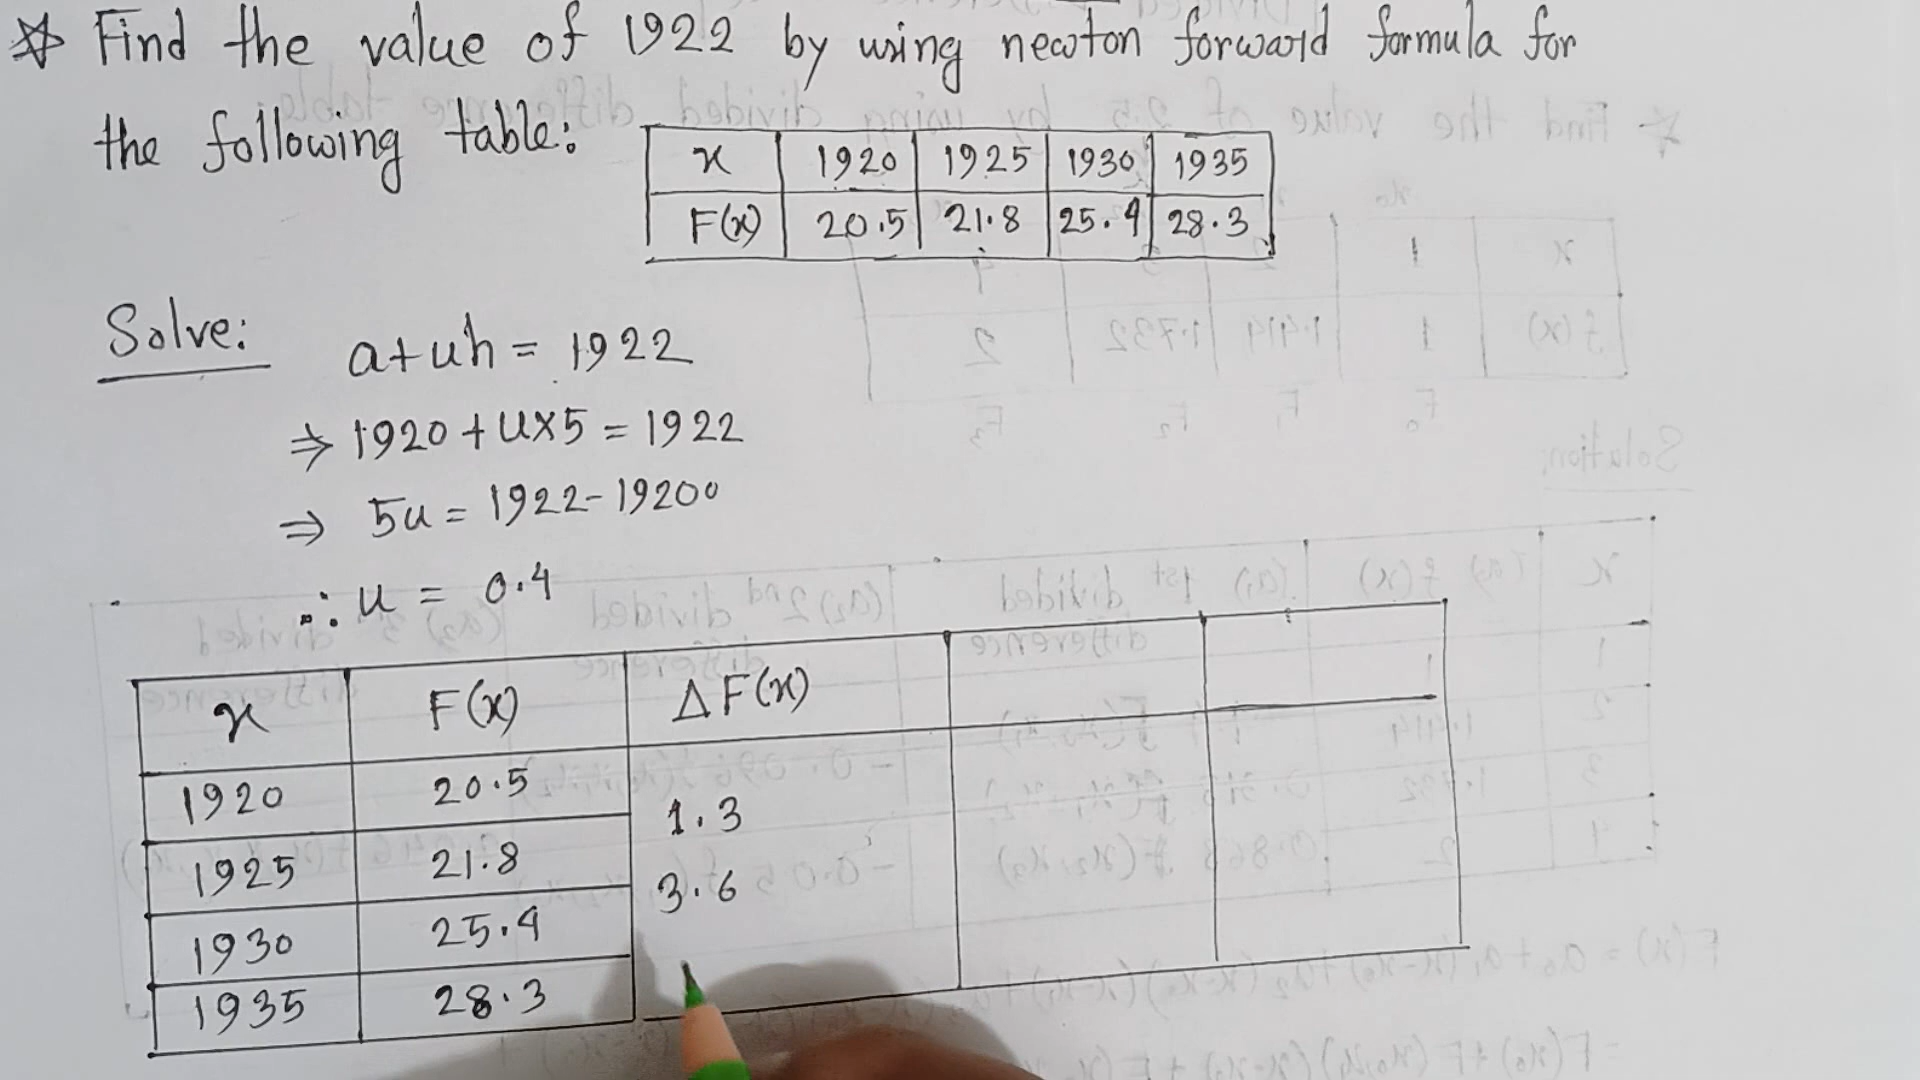 ☆ Find the value of 1922 by using newton forward formula for
the following table:
x 1920 1925 1930 1935
F(x) 20.5 21.8 25.4 28.3
Solve: a+uh = 1922
⇒ 1920 + u×5 = 1922
⇒ 5u = 1922-1920
∴ u = 0.4
x F(x) ΔF(x)
1920 20.5
1.3
1925 21.8
3.6
1930 25.4
1935 28.3